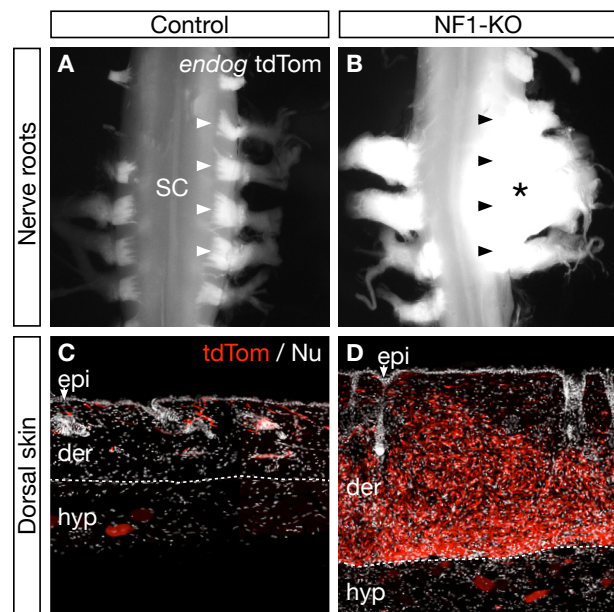 Control
NF1-KO
Nerve roots
A
endog tdTom
B
SC
*
Dorsal skin
C
tdTom / Nu
D
epi
epi
der
der
hyp
hyp